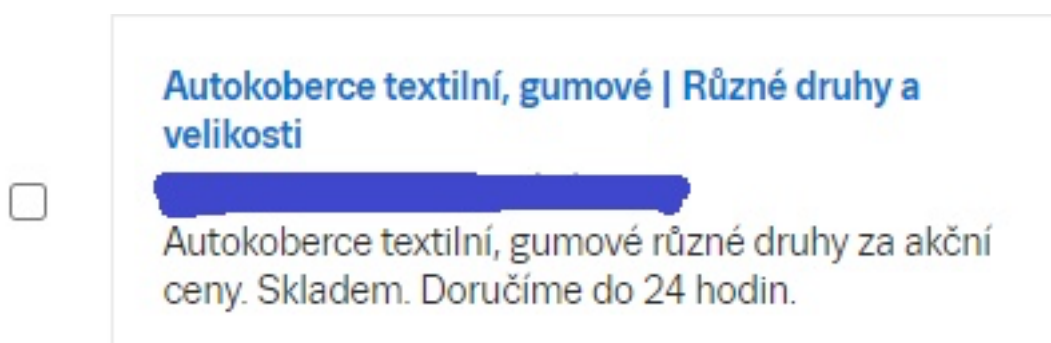 Autokoberce textilní, gumové | Různé druhy a
velikosti
Autokoberce textilní, gumové různé druhy za akční
ceny. Skladem. Doručíme do 24 hodin.